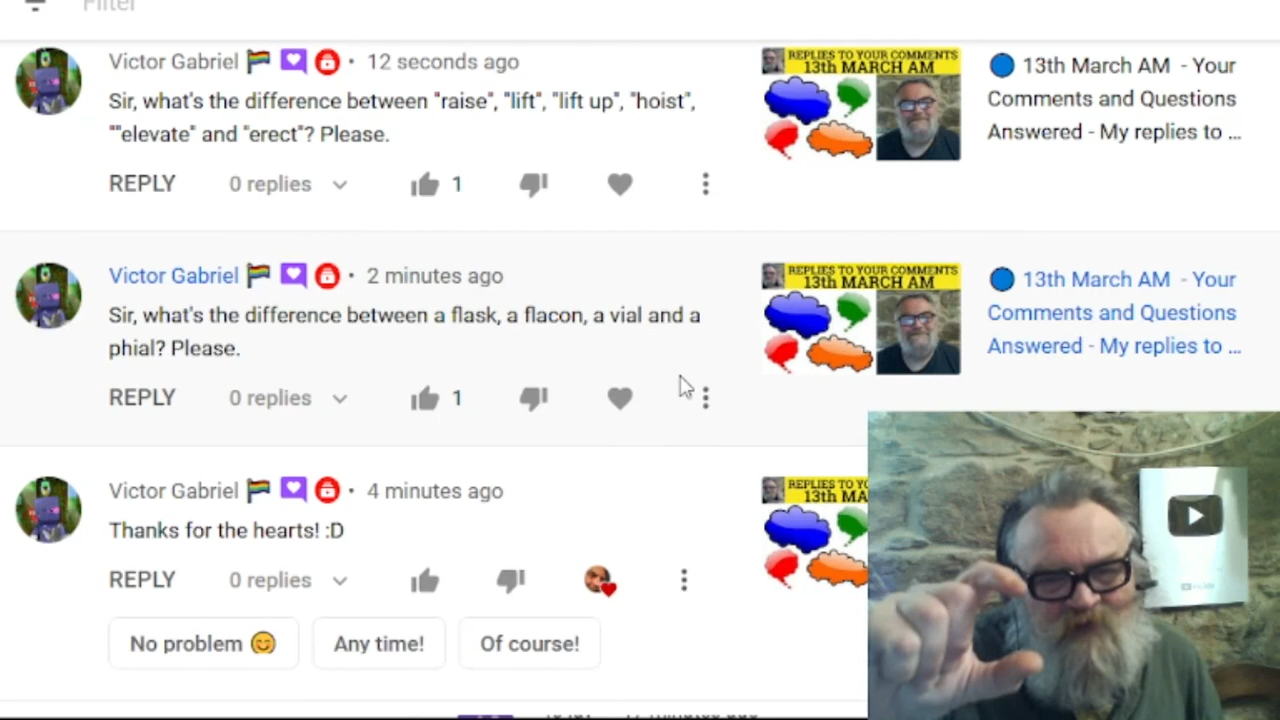 Filter
Victor Gabriel • 12 seconds ago
Sir, what's the difference between "raise", "lift", "lift up", "hoist",
""elevate" and "erect"? Please.
REPLY 0 replies 1
REPLIES TO YOUR COMMENTS
13th MARCH AM
13th March AM - Your
Comments and Questions
Answered - My replies to ...
Victor Gabriel • 2 minutes ago
Sir, what's the difference between a flask, a flacon, a vial and a
phial? Please.
REPLY 0 replies 1
REPLIES TO YOUR COMMENTS
13th MARCH AM
13th March AM - Your
Comments and Questions
Answered - My replies to ...
Victor Gabriel • 4 minutes ago
Thanks for the hearts! :D
REPLY 0 replies
No problem 😊 Any time! Of course!
REPLIES TO YO
13th MA